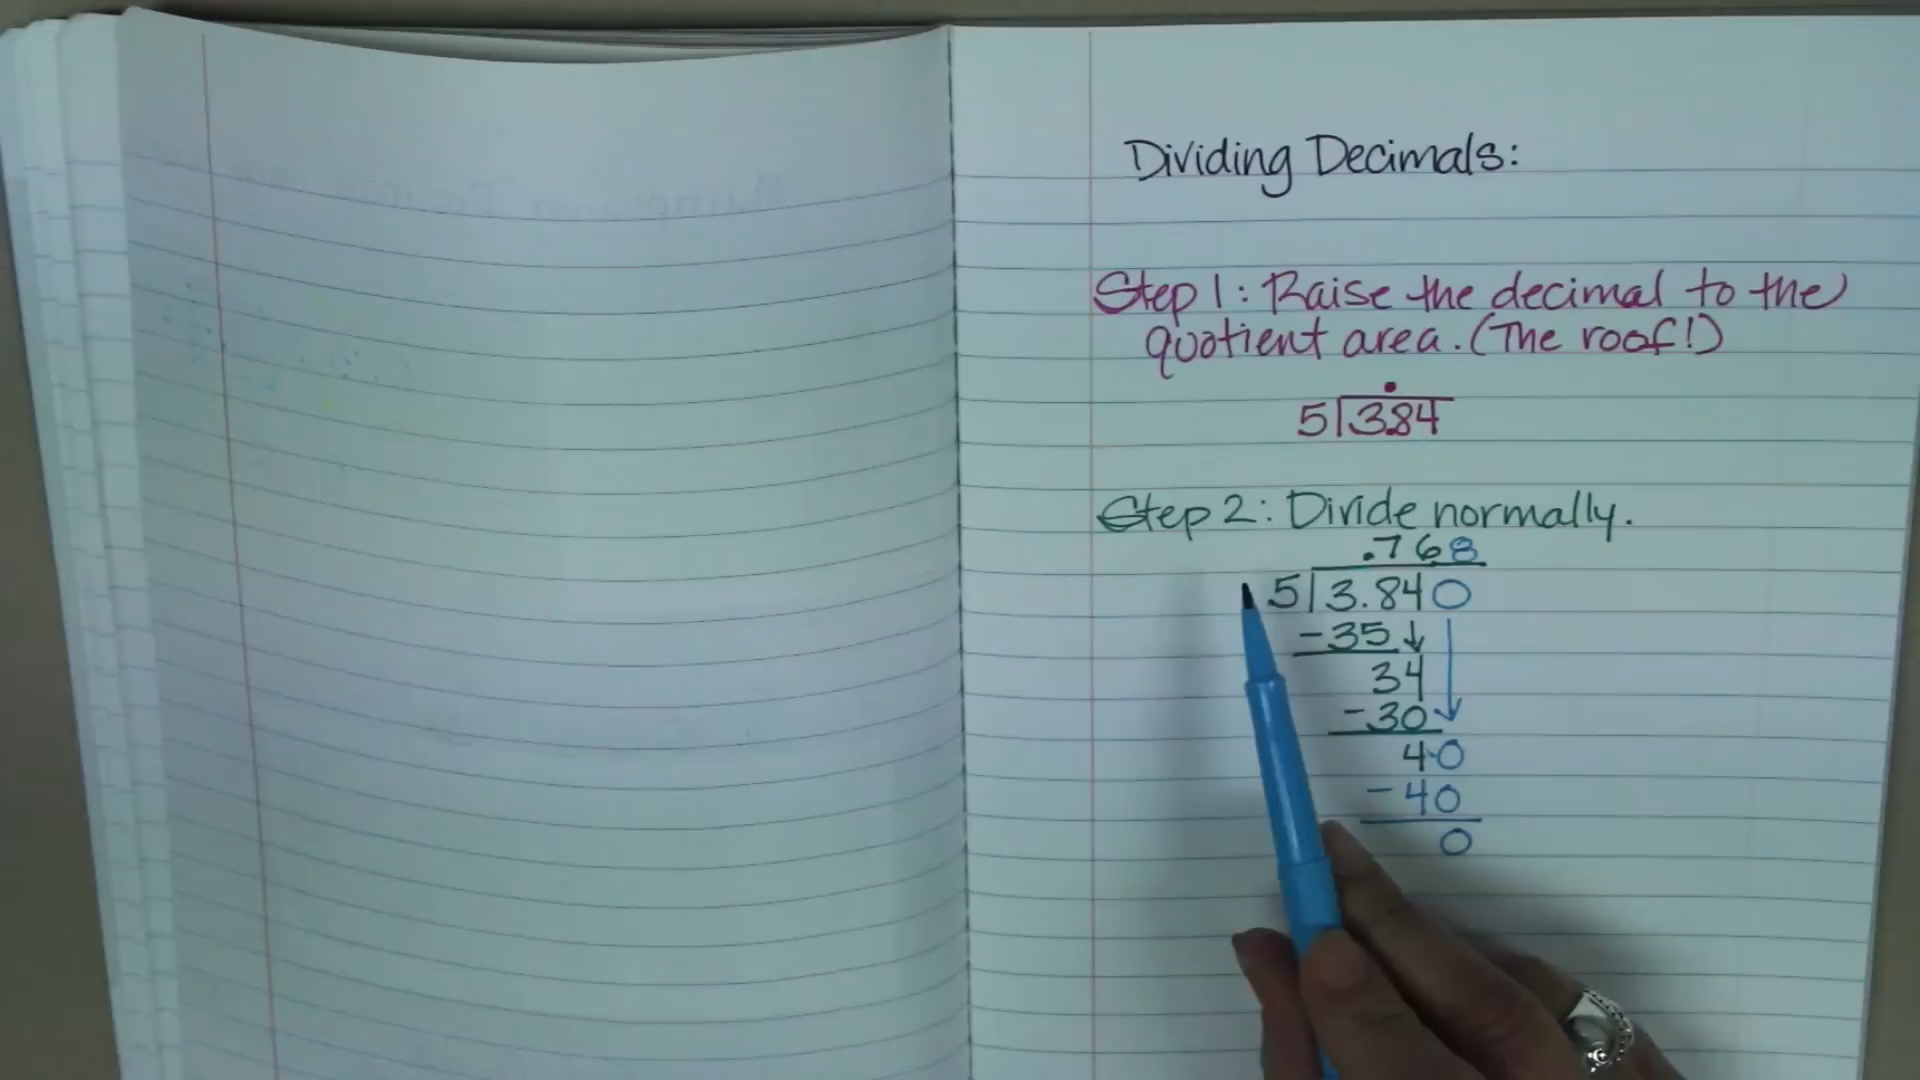 Dividing Decimals:
Step 1: Raise the decimal to the
quotient area. (The roof!)
.
5 3.84
Step 2: Divide normally.
.768
5 3.840
-35
34
-30
40
-40
0